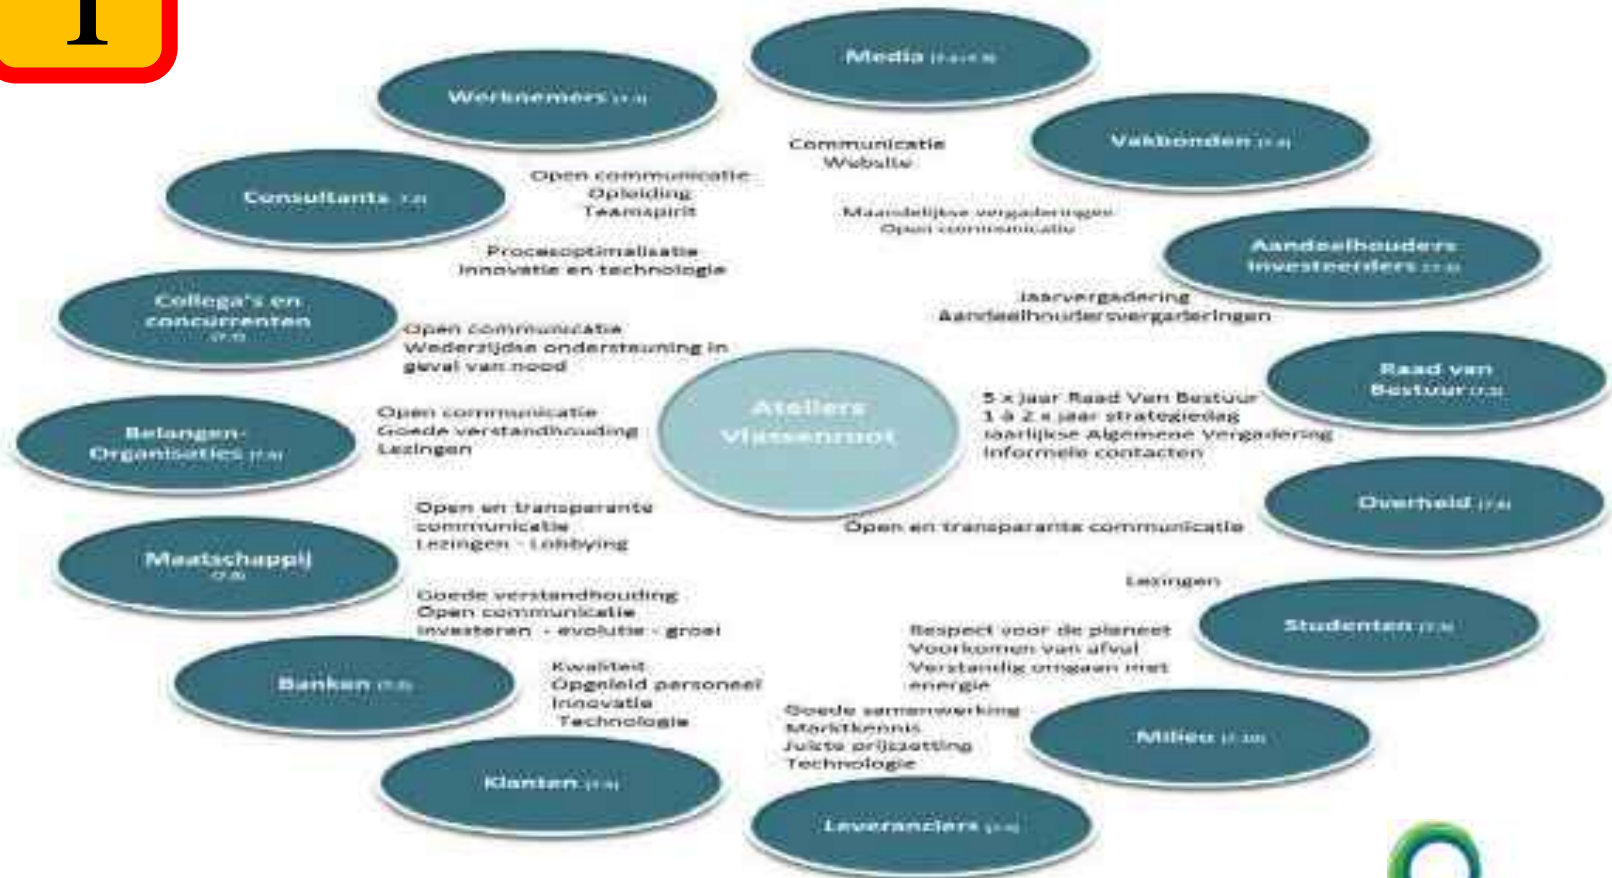 1
Media
Werknemers
Vakbonden
Communicatie
Website
Consultants
Open communicatie
Opleiding
Teamspirit
Maandelijkse vergaderingen
Open communicatie
Aandeelhouders
Investeerders
Procesoptimalisatie
Innovatie en technologie
Jaarvergadering
Aandeelhoudersvergaderingen
Collega's en
concurrenten
Open communicatie
Wederzijdse ondersteuning in
geval van nood
Raad van
Bestuur
Ateliers
Vlassenroot
5 x jaar Raad Van Bestuur
1 à 2 x jaar strategiedag
Jaarlijkse Algemene Vergadering
Informele contacten
Belangen-
Organisaties
Open communicatie
Goede verstandhouding
Lezingen
Overheid
Open en transparante communicatie
Maatschappij
Open en transparante
communicatie
Lezingen - Lobbying
Lezingen
Studenten
Goede verstandhouding
Open communicatie
Investeren - evolutie - groei
Banken
Respect voor de planeet
Voorkomen van afval
Verstandig omgaan met
energie
Milieu
Kwaliteit
Opgeleid personeel
Innovatie
Technologie
Klanten
Goede samenwerking
Marktkennis
Juiste prijszetting
Technologie
Leveranciers